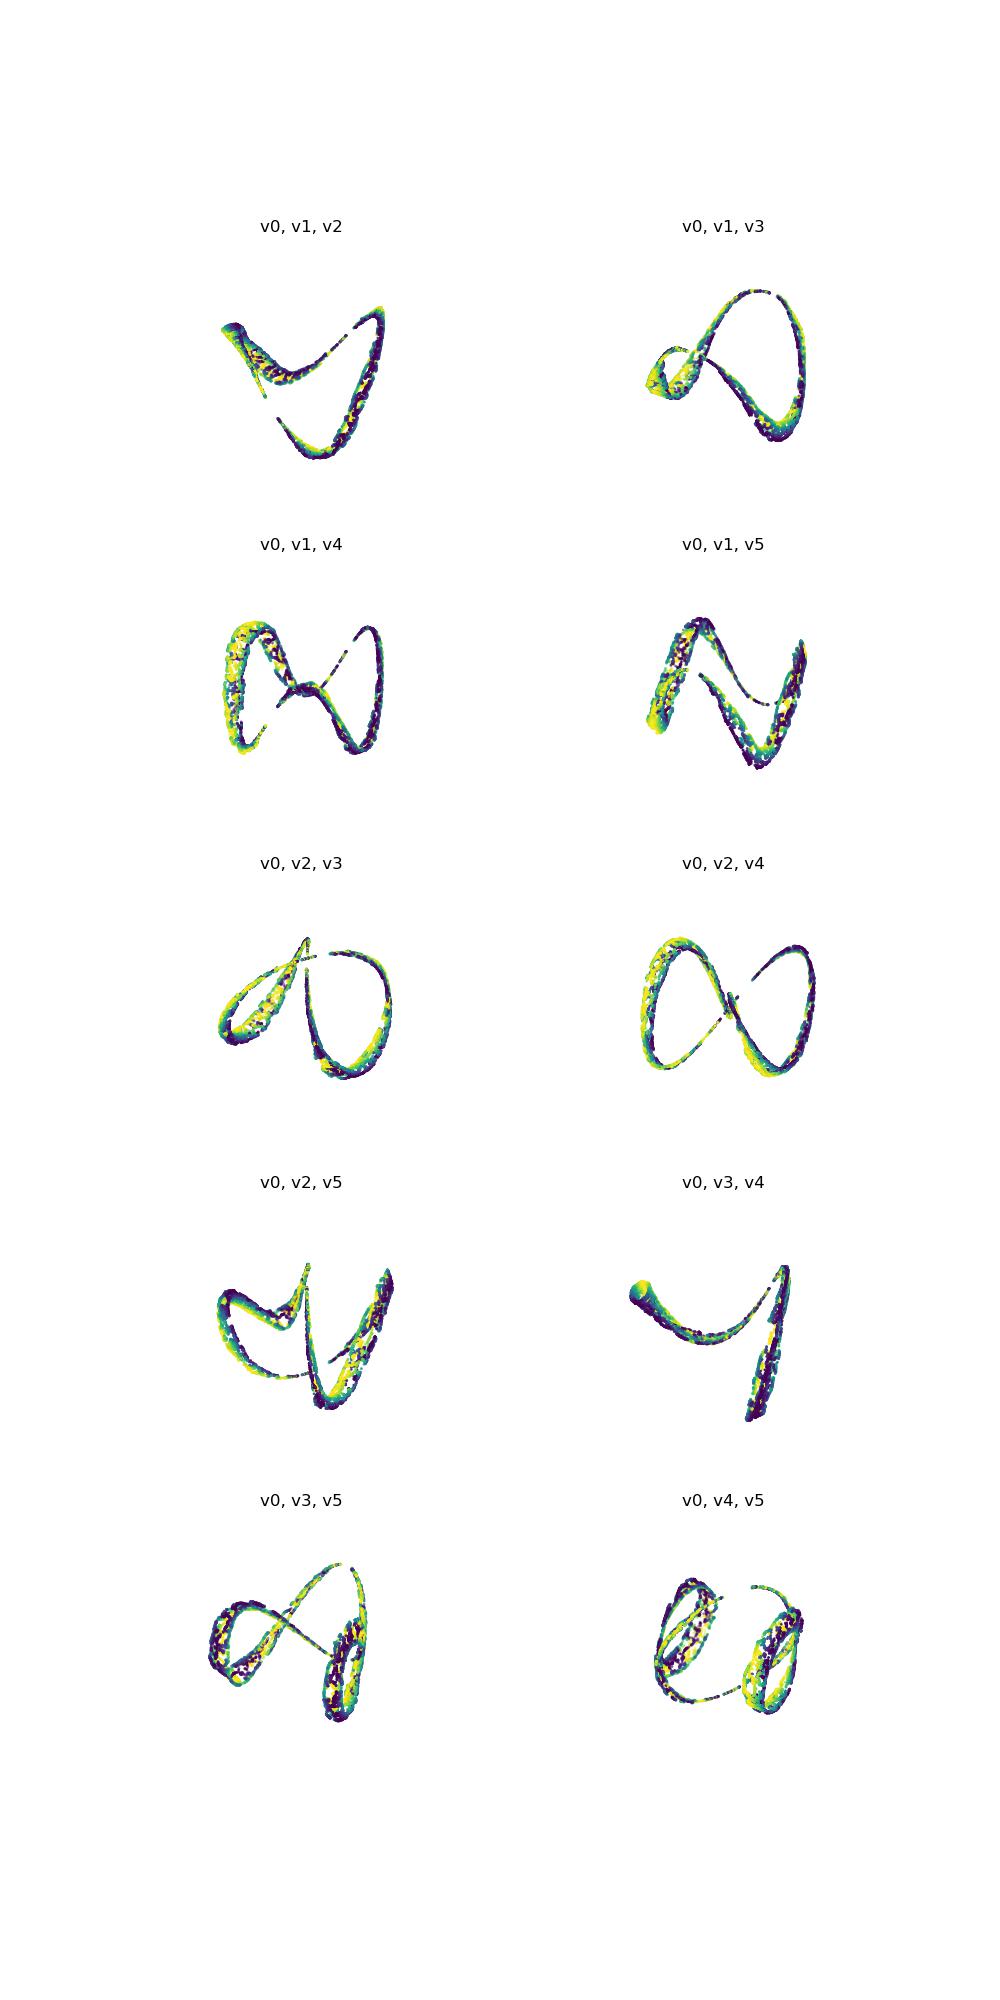 v0, v1, v2
v0, v1, v3
v0, v1, v4
v0, v1, v5
v0, v2, v3
v0, v2, v4
v0, v2, v5
v0, v3, v4
v0, v3, v5
v0, v4, v5